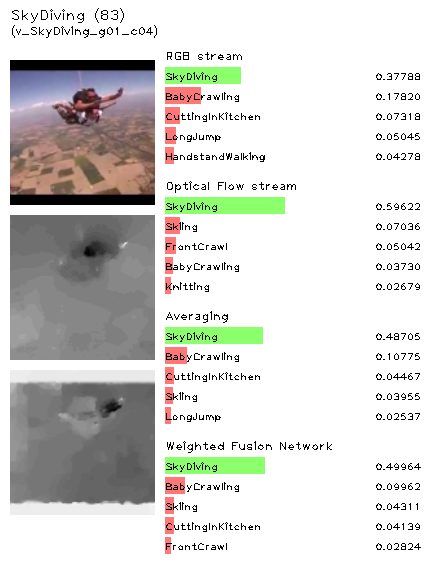 SkyDiving (83)
(v_SkyDiving_g01_c04)
RGB stream
SkyDiving 0.37788
BabyCrawling 0.17820
CuttingInKitchen 0.07318
LongJump 0.05045
HandstandWalking 0.04278
Optical Flow stream
SkyDiving 0.59622
Skiing 0.07036
FrontCrawl 0.05042
BabyCrawling 0.03730
Knitting 0.02679
Averaging
SkyDiving 0.48705
BabyCrawling 0.10775
CuttingInKitchen 0.04467
Skiing 0.03955
LongJump 0.02537
Weighted Fusion Network
SkyDiving 0.49964
BabyCrawling 0.09962
Skiing 0.04311
CuttingInKitchen 0.04139
FrontCrawl 0.02824